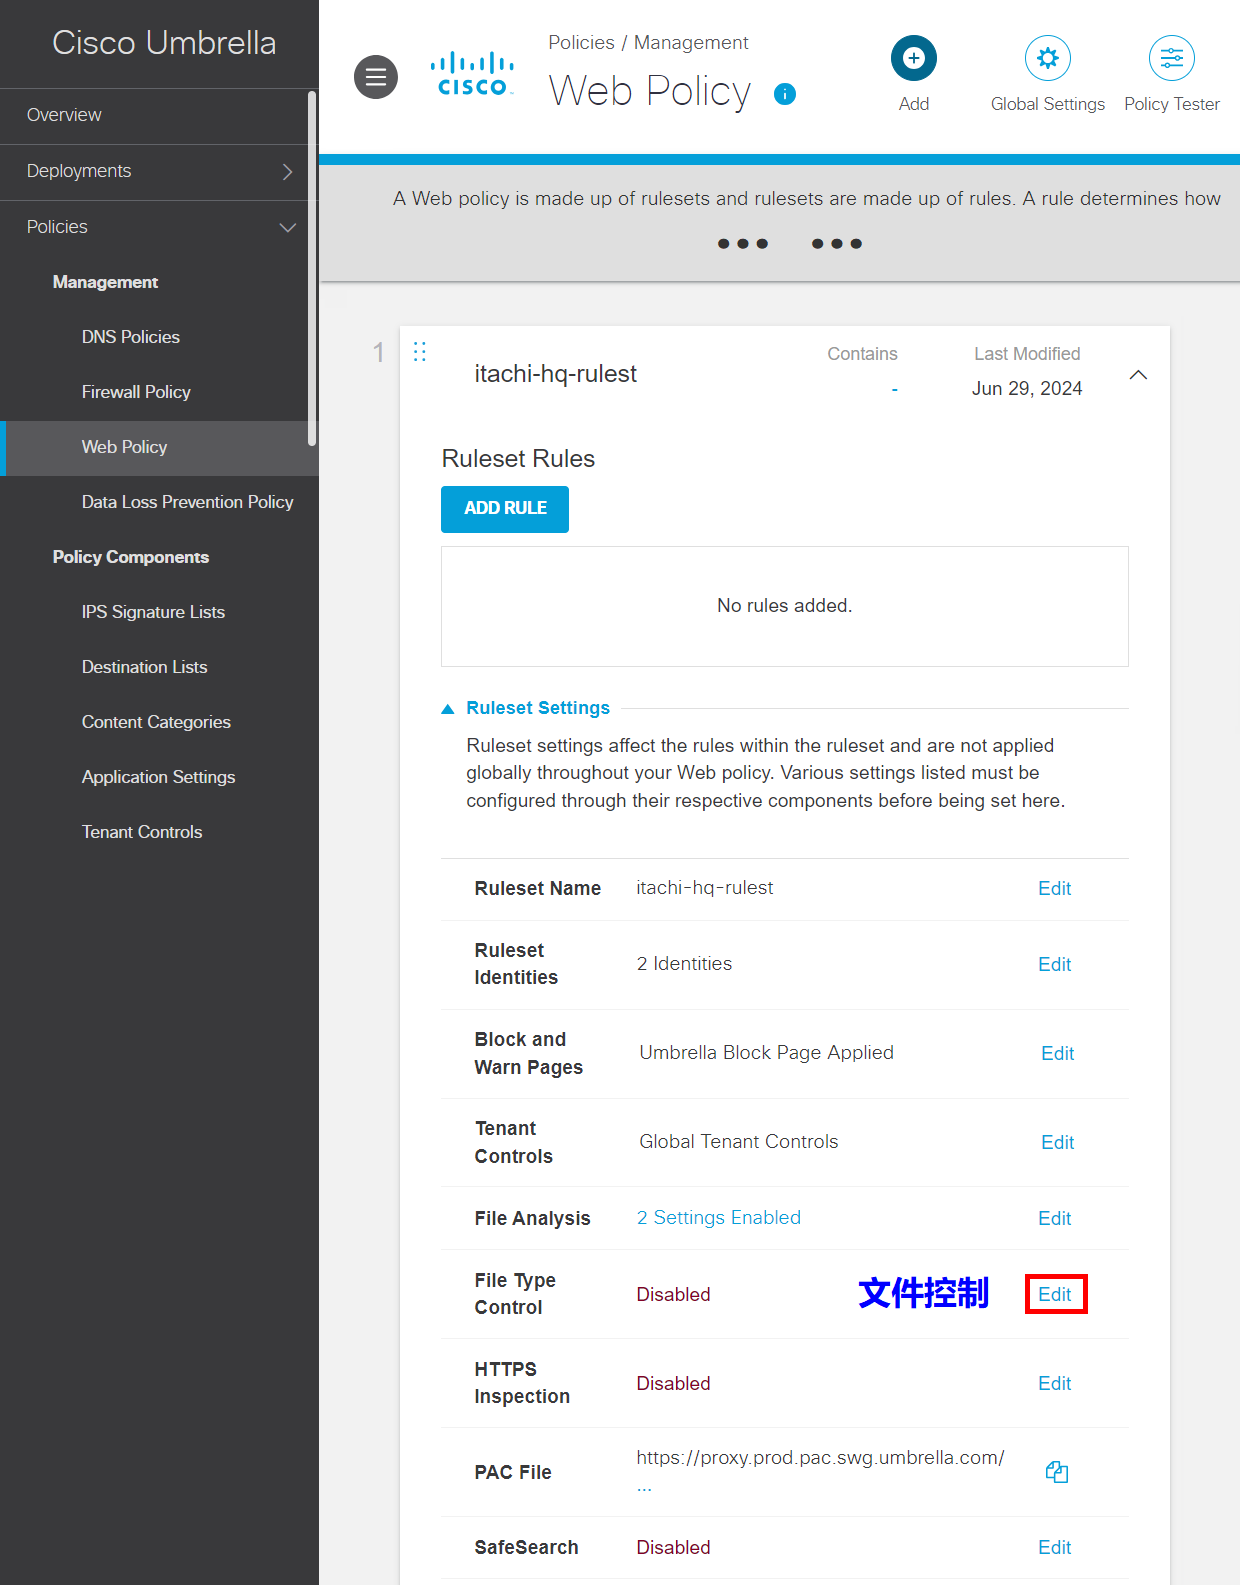 Cisco Umbrella
Overview
Deployments
Policies
Management
DNS Policies
Firewall Policy
Web Policy
Data Loss Prevention Policy
Policy Components
IPS Signature Lists
Destination Lists
Content Categories
Application Settings
Tenant Controls
CISCO
Policies / Management
Web Policy
Add
Global Settings
Policy Tester
A Web policy is made up of rulesets and rulesets are made up of rules. A rule determines how
1
itachi-hq-rulest
Contains
-
Last Modified
Jun 29, 2024
Ruleset Rules
ADD RULE
No rules added.
Ruleset Settings
Ruleset settings affect the rules within the ruleset and are not applied
globally throughout your Web policy. Various settings listed must be
configured through their respective components before being set here.
Ruleset Name itachi-hq-rulest Edit
Ruleset
Identities
2 Identities Edit
Block and
Warn Pages
Umbrella Block Page Applied Edit
Tenant
Controls
Global Tenant Controls Edit
File Analysis 2 Settings Enabled Edit
File Type
Control
Disabled 文件控制 Edit
HTTPS
Inspection
Disabled Edit
PAC File
https://proxy.prod.pac.swg.umbrella.com/
...
SafeSearch Disabled Edit